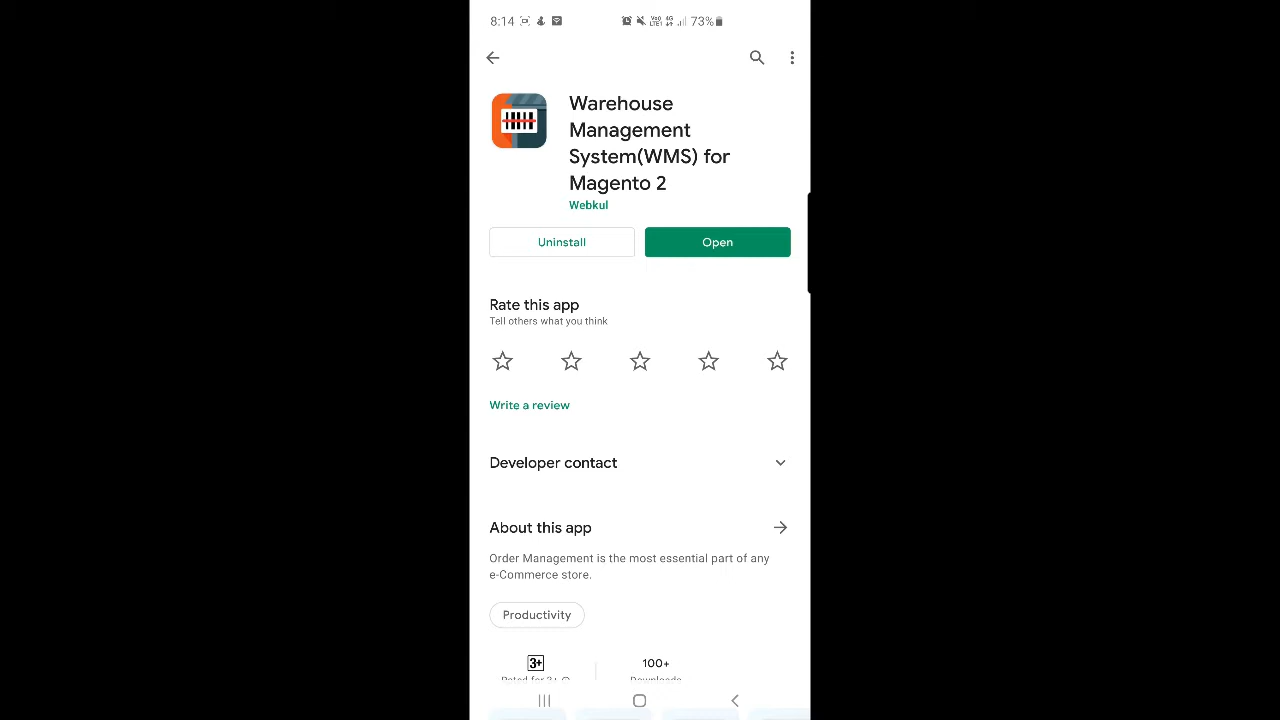 8:14 73%
Warehouse
Management
System(WMS) for
Magento 2
Webkul
Uninstall Open
Rate this app
Tell others what you think
Write a review
Developer contact
About this app
Order Management is the most essential part of any
e-Commerce store.
Productivity
3+ 100+
Rated for 3+ Downloads